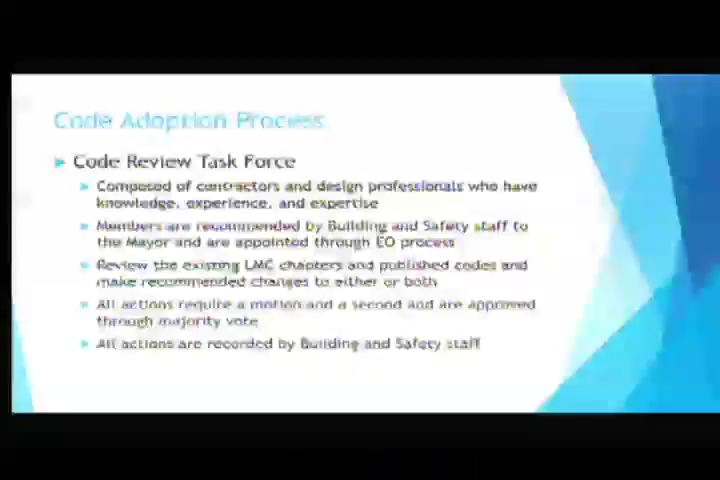 Code Adoption Process
Code Review Task Force
Composed of contractors and design professionals who have
knowledge, experience, and expertise
Members are recommended by Building and Safety staff to
the Mayor and are appointed through EO process
Review the existing LMC chapters and published codes and
make recommended changes to either or both
All actions require a motion and a second and are approved
through majority vote
All actions are recorded by Building and Safety staff